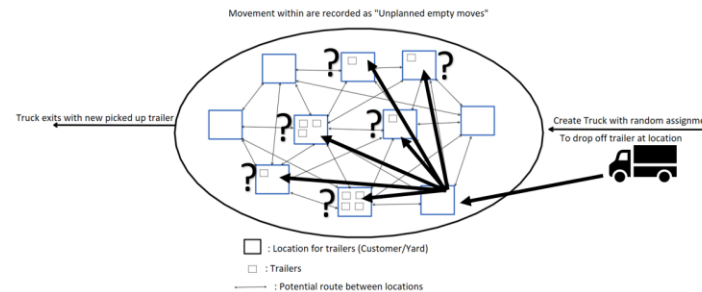 Movement within are recorded as "Unplanned empty moves"
?
?
Truck exits with new picked up trailer
Create Truck with random assignment
To drop off trailer at location
?
?
?
?
: Location for trailers (Customer/Yard)
: Trailers
: Potential route between locations